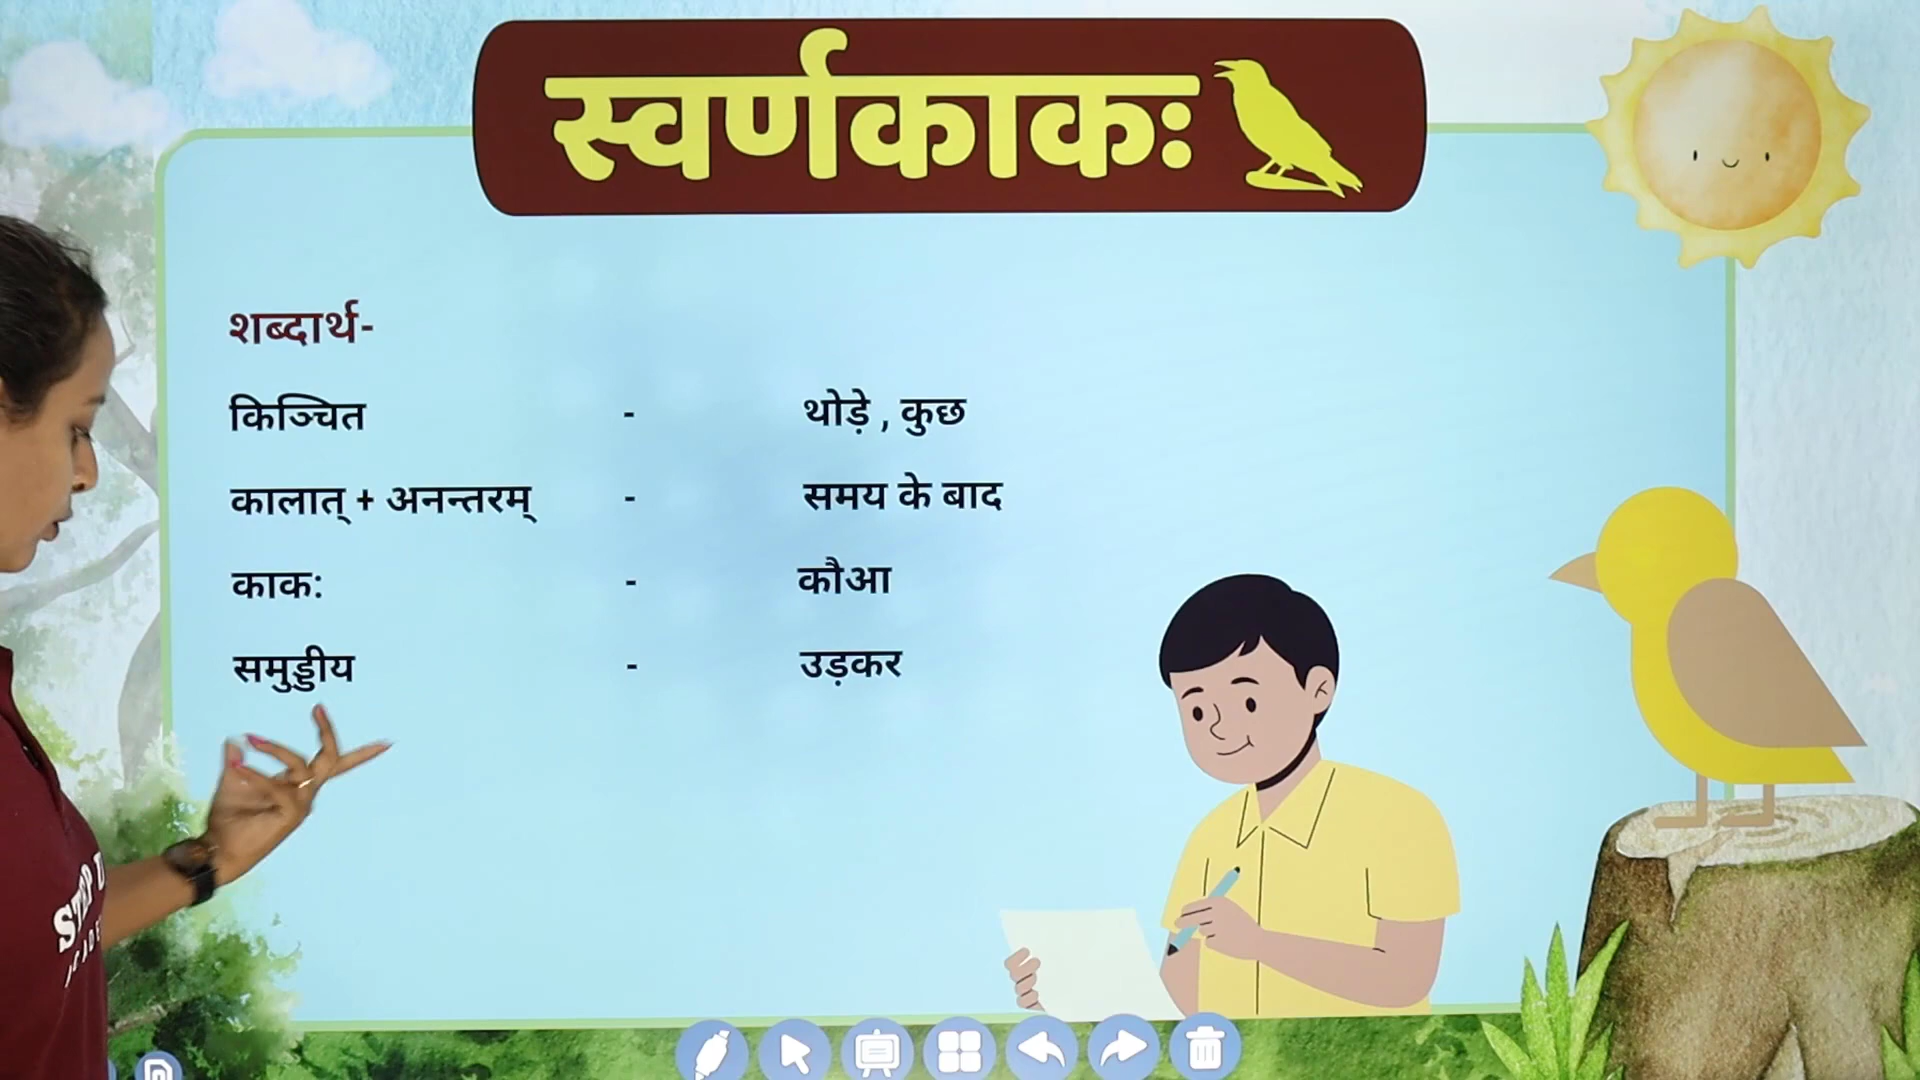 स्वर्णकाकः
शब्दार्थ-
किञ्चित - थोड़े , कुछ
कालात् + अनन्तरम् - समय के बाद
काक: - कौआ
समुड्डीय - उड़कर